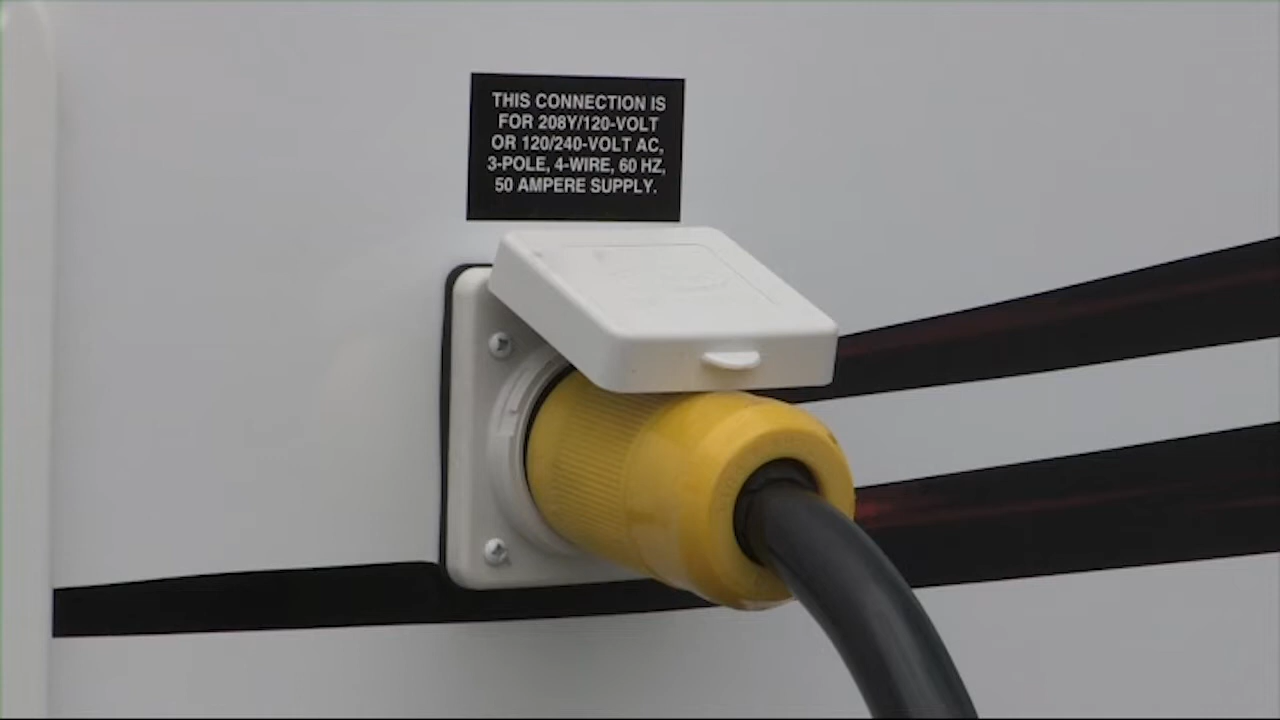 THIS CONNECTION IS
FOR 208Y/120-VOLT
OR 120/240-VOLT AC,
3-POLE, 4-WIRE, 60 HZ,
50 AMPERE SUPPLY.